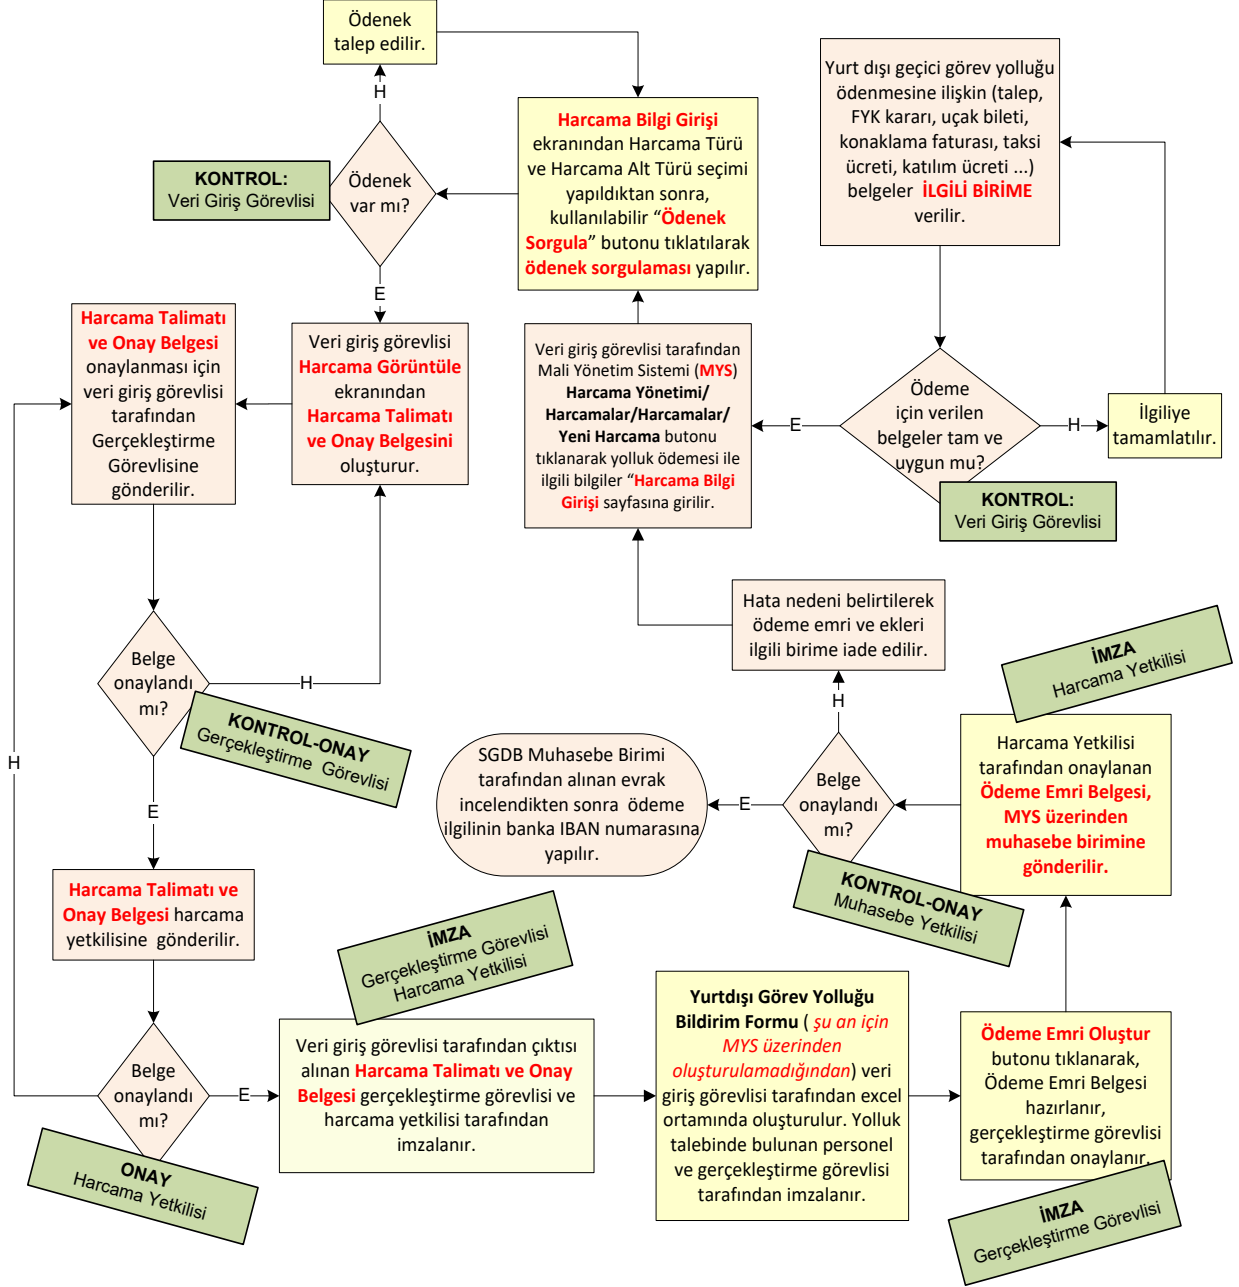 Ödenek
talep edilir.
H
KONTROL:
Veri Giriş Görevlisi
Ödenek
var mı?
E
Harcama Bilgi Girişi
ekranından Harcama Türü
ve Harcama Alt Türü seçimi
yapıldıktan sonra,
kullanılabilir “Ödenek
Sorgula” butonu tıklatılarak
ödenek sorgulaması yapılır.
Yurt dışı geçici görev yolluğu
ödenmesine ilişkin (talep,
FYK kararı, uçak bileti,
konaklama faturası, taksi
ücreti, katılım ücreti ...)
belgeler İLGİLİ BİRİME
verilir.
Harcama Talimatı
ve Onay Belgesi
onaylanması için
veri giriş görevlisi
tarafından
Gerçekleştirme
Görevlisine
gönderilir.
Veri giriş görevlisi
Harcama Görüntüle
ekranından
Harcama Talimatı
ve Onay Belgesini
oluşturur.
Veri giriş görevlisi tarafından
Mali Yönetim Sistemi (MYS)
Harcama Yönetimi/
Harcamalar/Harcamalar/
Yeni Harcama butonu
tıklanarak yolluk ödemesi ile
ilgili bilgiler “Harcama Bilgi
Girişi sayfasına girilir.
E
Ödeme
için verilen
belgeler tam ve
uygun mu?
H
İlgiliye
tamamlatılır.
KONTROL:
Veri Giriş Görevlisi
Hata nedeni belirtilerek
ödeme emri ve ekleri
ilgili birime iade edilir.
H
İMZA
Harcama Yetkilisi
Belge
onaylandı
mı?
H
KONTROL-ONAY
Gerçekleştirme Görevlisi
E
H
SGDB Muhasebe Birimi
tarafından alınan evrak
incelendikten sonra ödeme
ilgilinin banka IBAN numarasına
yapılır.
E
Belge
onaylandı
mı?
Harcama Yetkilisi
tarafından onaylanan
Ödeme Emri Belgesi,
MYS üzerinden
muhasebe birimine
gönderilir.
KONTROL-ONAY
Muhasebe Yetkilisi
Harcama Talimatı ve
Onay Belgesi harcama
yetkilisine gönderilir.
İMZA
Gerçekleştirme Görevlisi
Harcama Yetkilisi
Belge
onaylandı
mı?
E
ONAY
Harcama Yetkilisi
Veri giriş görevlisi tarafından çıktısı
alınan Harcama Talimatı ve Onay
Belgesi gerçekleştirme görevlisi ve
harcama yetkilisi tarafından
imzalanır.
Yurtdışı Görev Yolluğu
Bildirim Formu ( şu an için
MYS üzerinden
oluşturulamadığından) veri
giriş görevlisi tarafından excel
ortamında oluşturulur. Yolluk
talebinde bulunan personel
ve gerçekleştirme görevlisi
tarafından imzalanır.
Ödeme Emri Oluştur
butonu tıklanarak,
Ödeme Emri Belgesi
hazırlanır,
gerçekleştirme görevlisi
tarafından onaylanır.
İMZA
Gerçekleştirme Görevlisi